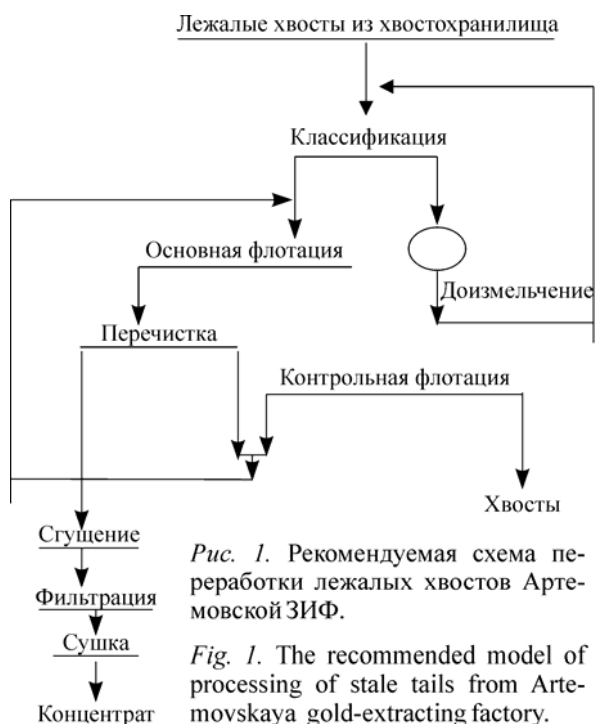 Лежалые хвосты из хвостохранилища
Классификация
Основная флотация
Доизмельчение
Перечистка
Контрольная флотация
Хвосты
Сгущение
Фильтрация
Сушка
Концентрат
Рис. 1. Рекомендуемая схема пе-
реработки лежалых хвостов Арте-
мовской ЗИФ.
Fig. 1. The recommended model of
processing of stale tails from Arte-
movskaya gold-extracting factory.